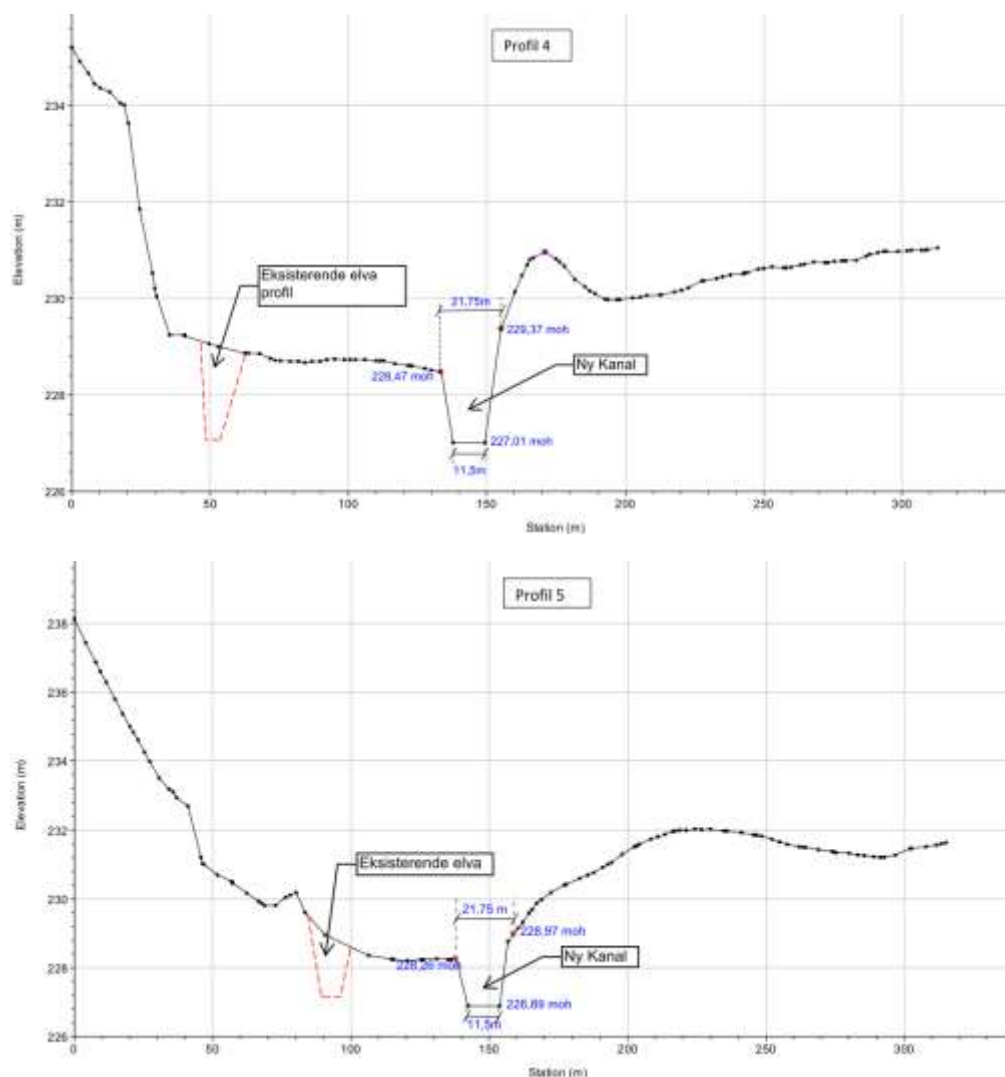 Profil 4
234
232
230
228
226
Elevation (m)
Eksisterende elva
profil
21,75m
229,37 moh
228,47 moh
Ny Kanal
227,01 moh
11,5m
0
50
100
150
200
250
300
Station (m)
Profil 5
238
236
234
232
230
228
226
Elevation (m)
Eksisterende elva
21.75 m
228,97 moh
228,26 moh
Ny Kanal
226,89 moh
11,5m
0
50
100
150
200
250
300
Station (m)